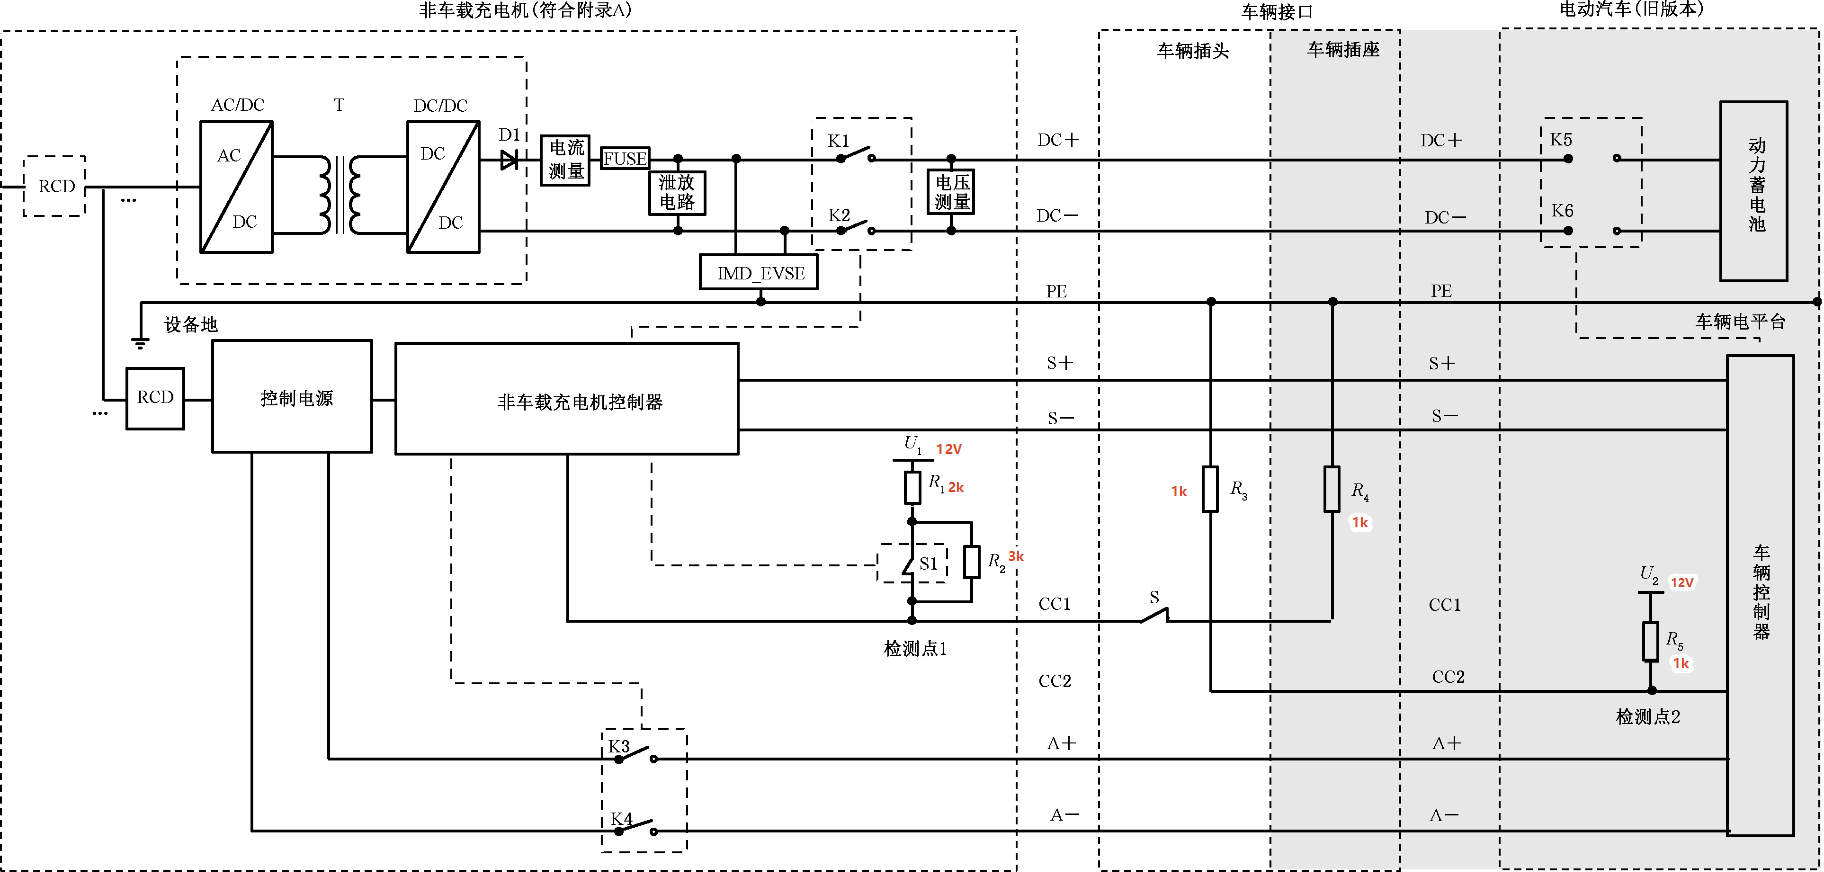 非车载充电机(符合附录A)
车辆接口
电动汽车(旧版本)
车辆插头
车辆插座
AC/DC
T
DC/DC
D1
AC
DC
DC
DC
RCD
...
电流
测量
FUSE
泄放
电路
K1
K2
电压
测量
DC+
DC-
DC+
DC-
K5
K6
动力蓄电池
IMD_EVSE
PE
PE
设备地
车辆电平台
RCD
...
控制电源
非车载充电机控制器
S+
S-
S+
S-
U1 12V
R1 2k
S1
R2 3k
1k R3
R4
1k
CC1
S
CC1
检测点1
U2 12V
R5
1k
车辆控制器
CC2
CC2
检测点2
K3
A+
A+
K4
A-
A-